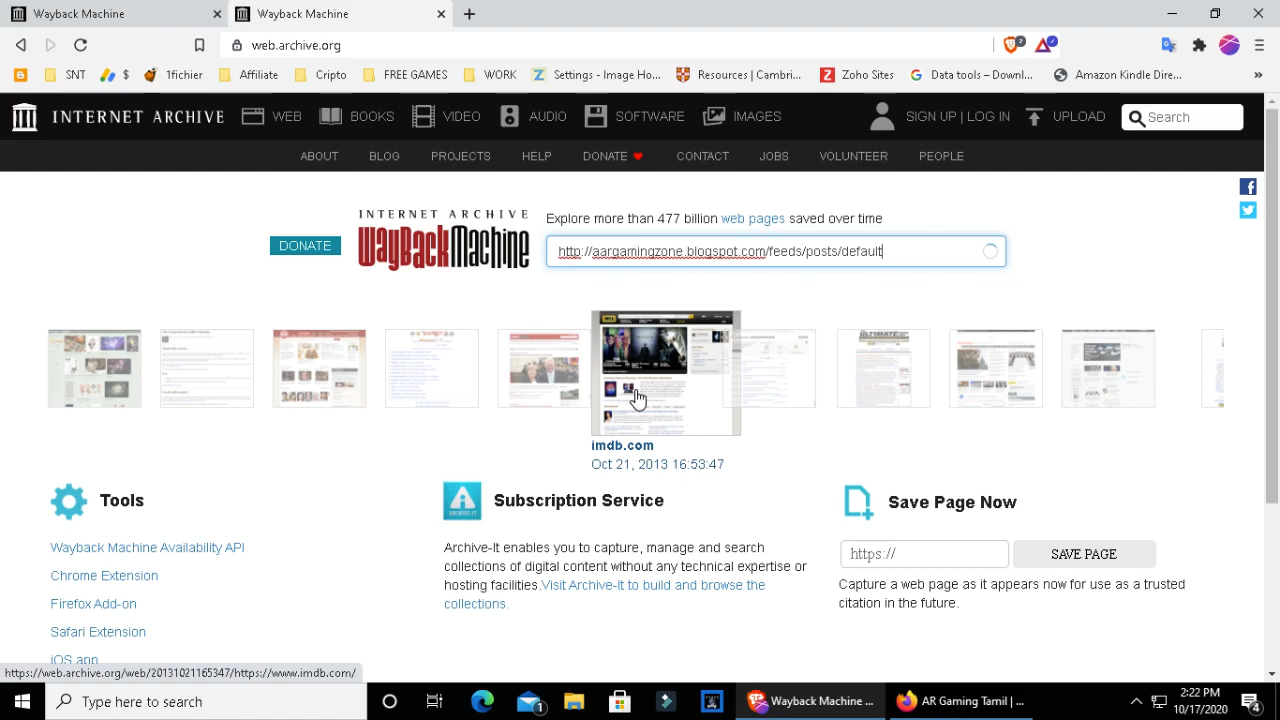 Wayback Machine
Wayback Machine
web.archive.org
2
SNT
$
1fichier
Affiliate
Cripto
FREE GAMES
WORK
Settings - Image Ho...
Resources | Cambri...
Zoho Sites
Data tools – Downl...
Amazon Kindle Dire...
»
INTERNET ARCHIVE
WEB
BOOKS
VIDEO
AUDIO
SOFTWARE
IMAGES
SIGN UP | LOG IN
UPLOAD
Search
ABOUT
BLOG
PROJECTS
HELP
DONATE
CONTACT
JOBS
VOLUNTEER
PEOPLE
DONATE
INTERNET ARCHIVE
WayBackMachine
Explore more than 477 billion web pages saved over time
http://aargamingzone.blogspot.com/feeds/posts/default
imdb.com
Oct 21, 2013 16:53:47
Tools
Wayback Machine Availability API
Chrome Extension
Firefox Add-on
Safari Extension
iOS app
Subscription Service
Archive-It enables you to capture, manage and search
collections of digital content without any technical expertise or
hosting facilities. Visit Archive-It to build and browse the
collections.
Save Page Now
https://
SAVE PAGE
Capture a web page as it appears now for use as a trusted
citation in the future.
https://web.archive.org/web/20131021165347/https://www.imdb.com/
Type here to search
1
Wayback Machine ...
AR Gaming Tamil | ...
2:22 PM
10/17/2020
4